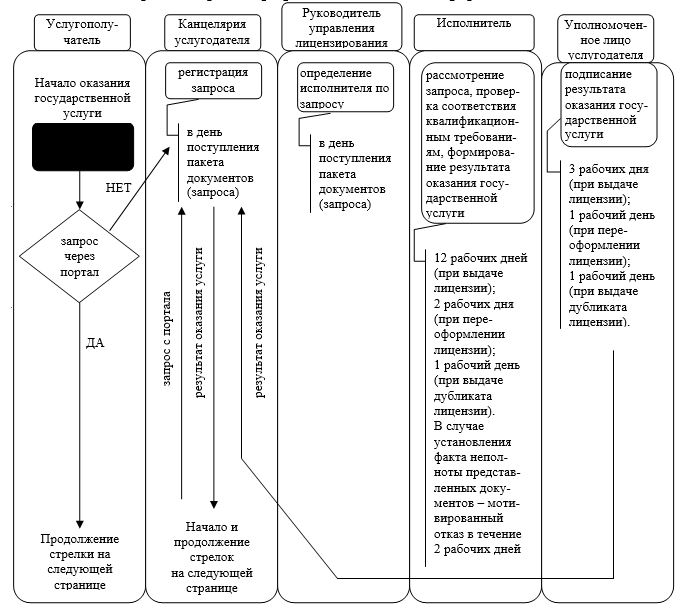 Услугополу-
чатель
Начало оказания
государственной
услуги
НЕТ
запрос
через
портал
ДА
Продолжение
стрелки на
следующей
странице
Канцелярия
услугодателя
регистрация
запроса
в день
поступления
пакета
документов
(запроса)
запрос с портала
результат оказания услуги
результат оказания услуги
Начало и
продолжение
стрелок
на следующей
странице
Руководитель
управления
лицензирования
определение
исполнителя по
запросу
в день
поступления
пакета
документов
(запроса)
Исполнитель
рассмотрение
запроса, провер-
ка соответствия
квалификацион-
ным требовани-
ям, формирова-
ние результата
оказания госу-
дарственной
услуги
12 рабочих дней
(при выдаче
лицензии);
2 рабочих дня
(при пере-
оформлении
лицензии);
1 рабочий день
(при выдаче
дубликата
лицензии).
В случае
установления
факта непол-
ноты представ-
ленных доку-
ментов – моти-
вированный
отказ в течение
2 рабочих дней
Уполномочен-
ное лицо
услугодателя
подписание
результата
оказания госу-
дарственной
услуги
3 рабочих дня
(при выдаче
лицензии);
1 рабочий день
(при пере-
оформлении
лицензии;
1 рабочий день
(при выдаче
дубликата
лицензии).